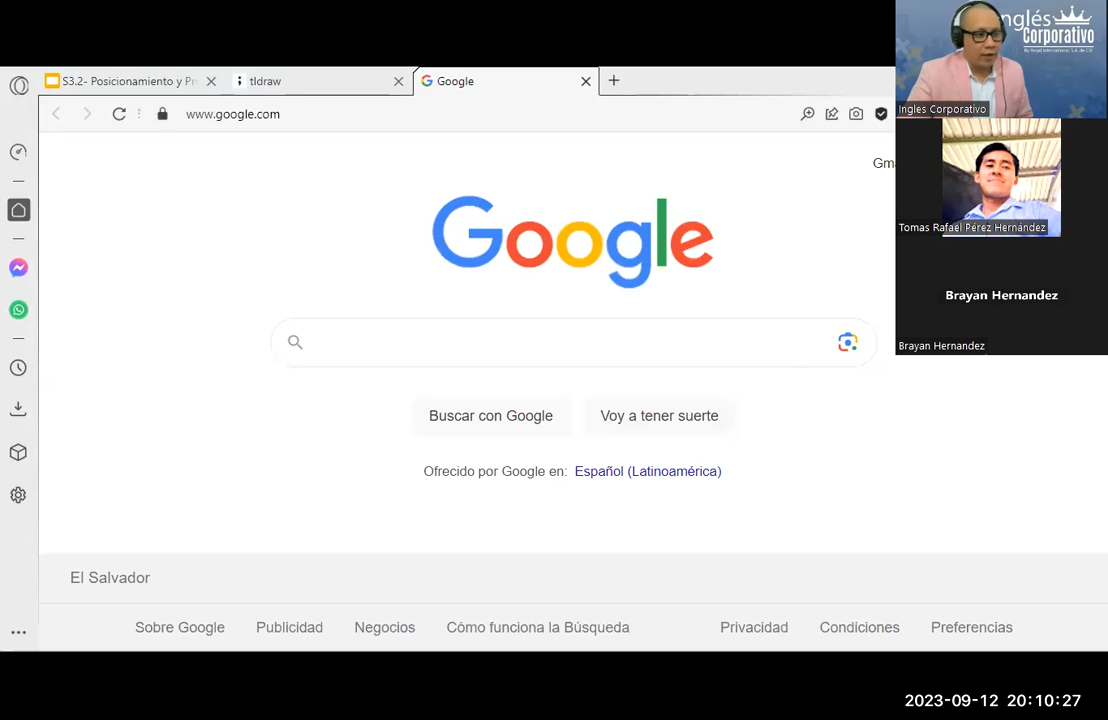 S3.2- Posicionamiento y Pr
tldraw
Google
www.google.com
Gm
Google
Buscar con Google
Voy a tener suerte
Ofrecido por Google en: Español (Latinoamérica)
El Salvador
Sobre Google
Publicidad
Negocios
Cómo funciona la Búsqueda
Privacidad
Condiciones
Preferencias
nglés
Corporativo
Ingles Corporativo
Tomas Rafael Pérez Hernández
Brayan Hernandez
Brayan Hernandez
2023-09-12 20:10:27